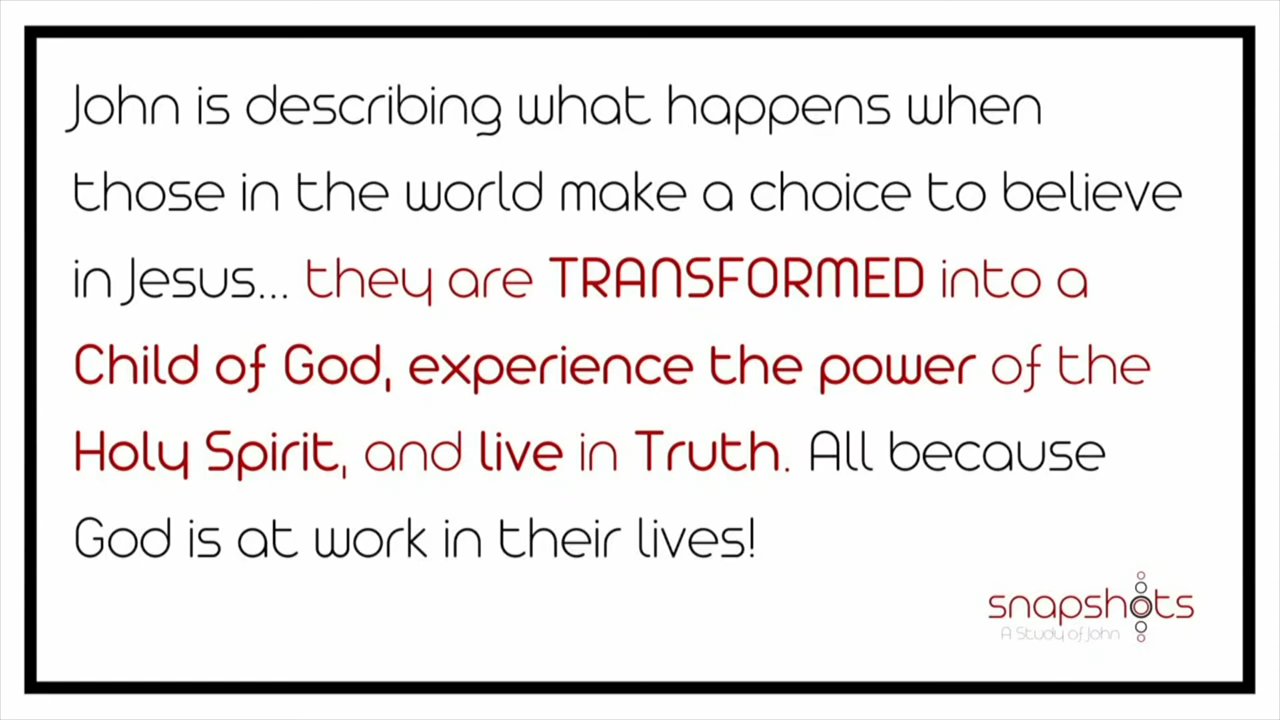 John is describing what happens when
those in the world make a choice to believe
in Jesus... they are TRANSFORMED into a
Child of God, experience the power of the
Holy Spirit, and live in Truth. All because
God is at work in their lives!
snapshots
A Study of John